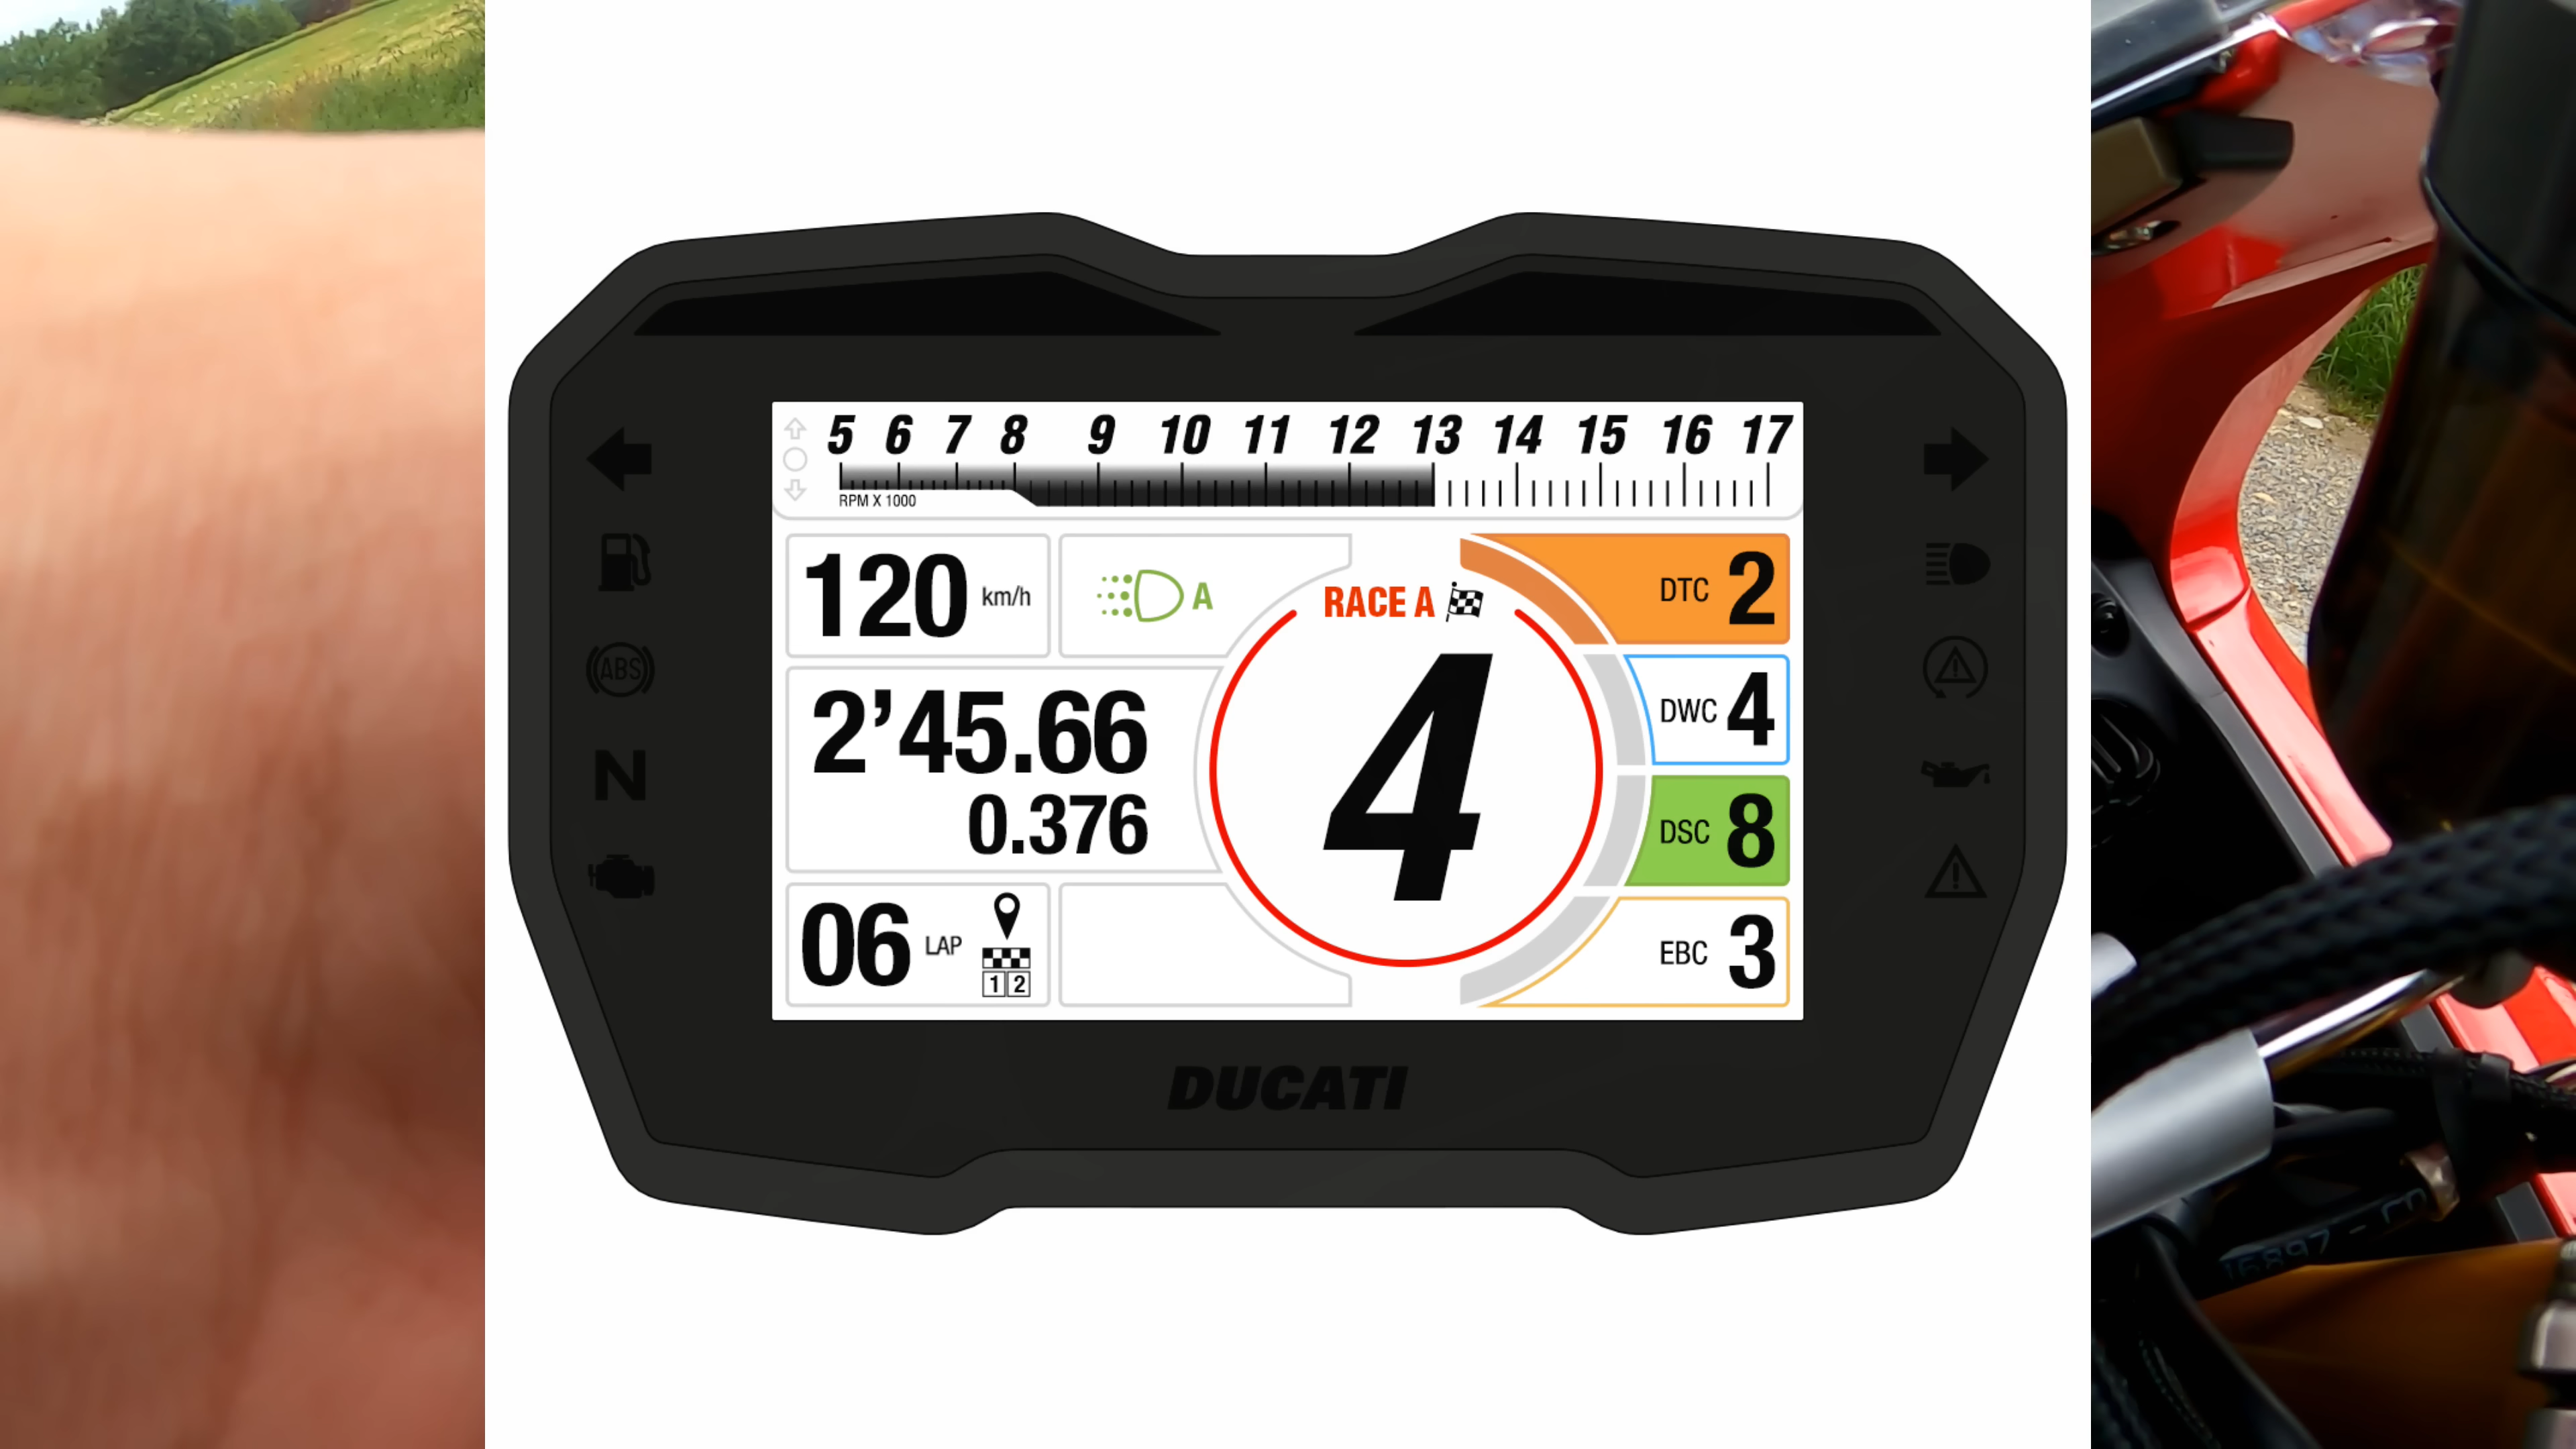 5 6 7 8 9 10 11 12 13 14 15 16 17
RPM X 1000
120 km/h
A
RACE A
DTC 2
ABS
2’45.66
0.376
4
DWC 4
N
DSC 8
06 LAP
1 2
EBC 3
DUCATI